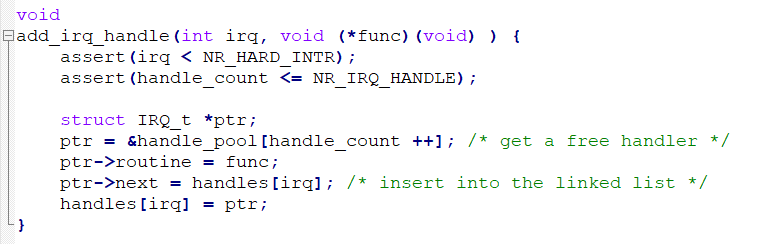 void
add_irq_handle(int irq, void (*func)(void) ) {
    assert(irq < NR_HARD_INTR);
    assert(handle_count <= NR_IRQ_HANDLE);

    struct IRQ_t *ptr;
    ptr = &handle_pool[handle_count ++]; /* get a free handler */
    ptr->routine = func;
    ptr->next = handles[irq]; /* insert into the linked list */
    handles[irq] = ptr;
}